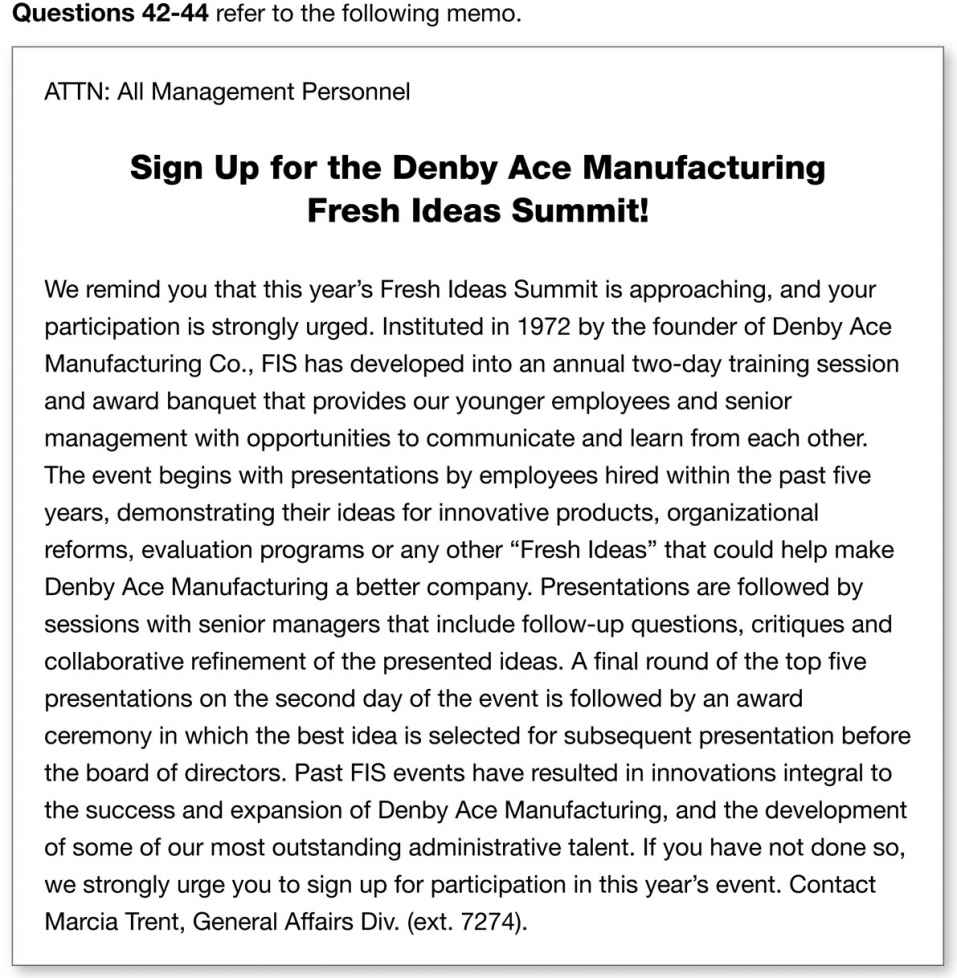 Questions 42-44 refer to the following memo.
ATTN: All Management Personnel
Sign Up for the Denby Ace Manufacturing
Fresh Ideas Summit!
We remind you that this year’s Fresh Ideas Summit is approaching, and your
participation is strongly urged. Instituted in 1972 by the founder of Denby Ace
Manufacturing Co., FIS has developed into an annual two-day training session
and award banquet that provides our younger employees and senior
management with opportunities to communicate and learn from each other.
The event begins with presentations by employees hired within the past five
years, demonstrating their ideas for innovative products, organizational
reforms, evaluation programs or any other “Fresh Ideas” that could help make
Denby Ace Manufacturing a better company. Presentations are followed by
sessions with senior managers that include follow-up questions, critiques and
collaborative refinement of the presented ideas. A final round of the top five
presentations on the second day of the event is followed by an award
ceremony in which the best idea is selected for subsequent presentation before
the board of directors. Past FIS events have resulted in innovations integral to
the success and expansion of Denby Ace Manufacturing, and the development
of some of our most outstanding administrative talent. If you have not done so,
we strongly urge you to sign up for participation in this year’s event. Contact
Marcia Trent, General Affairs Div. (ext. 7274).